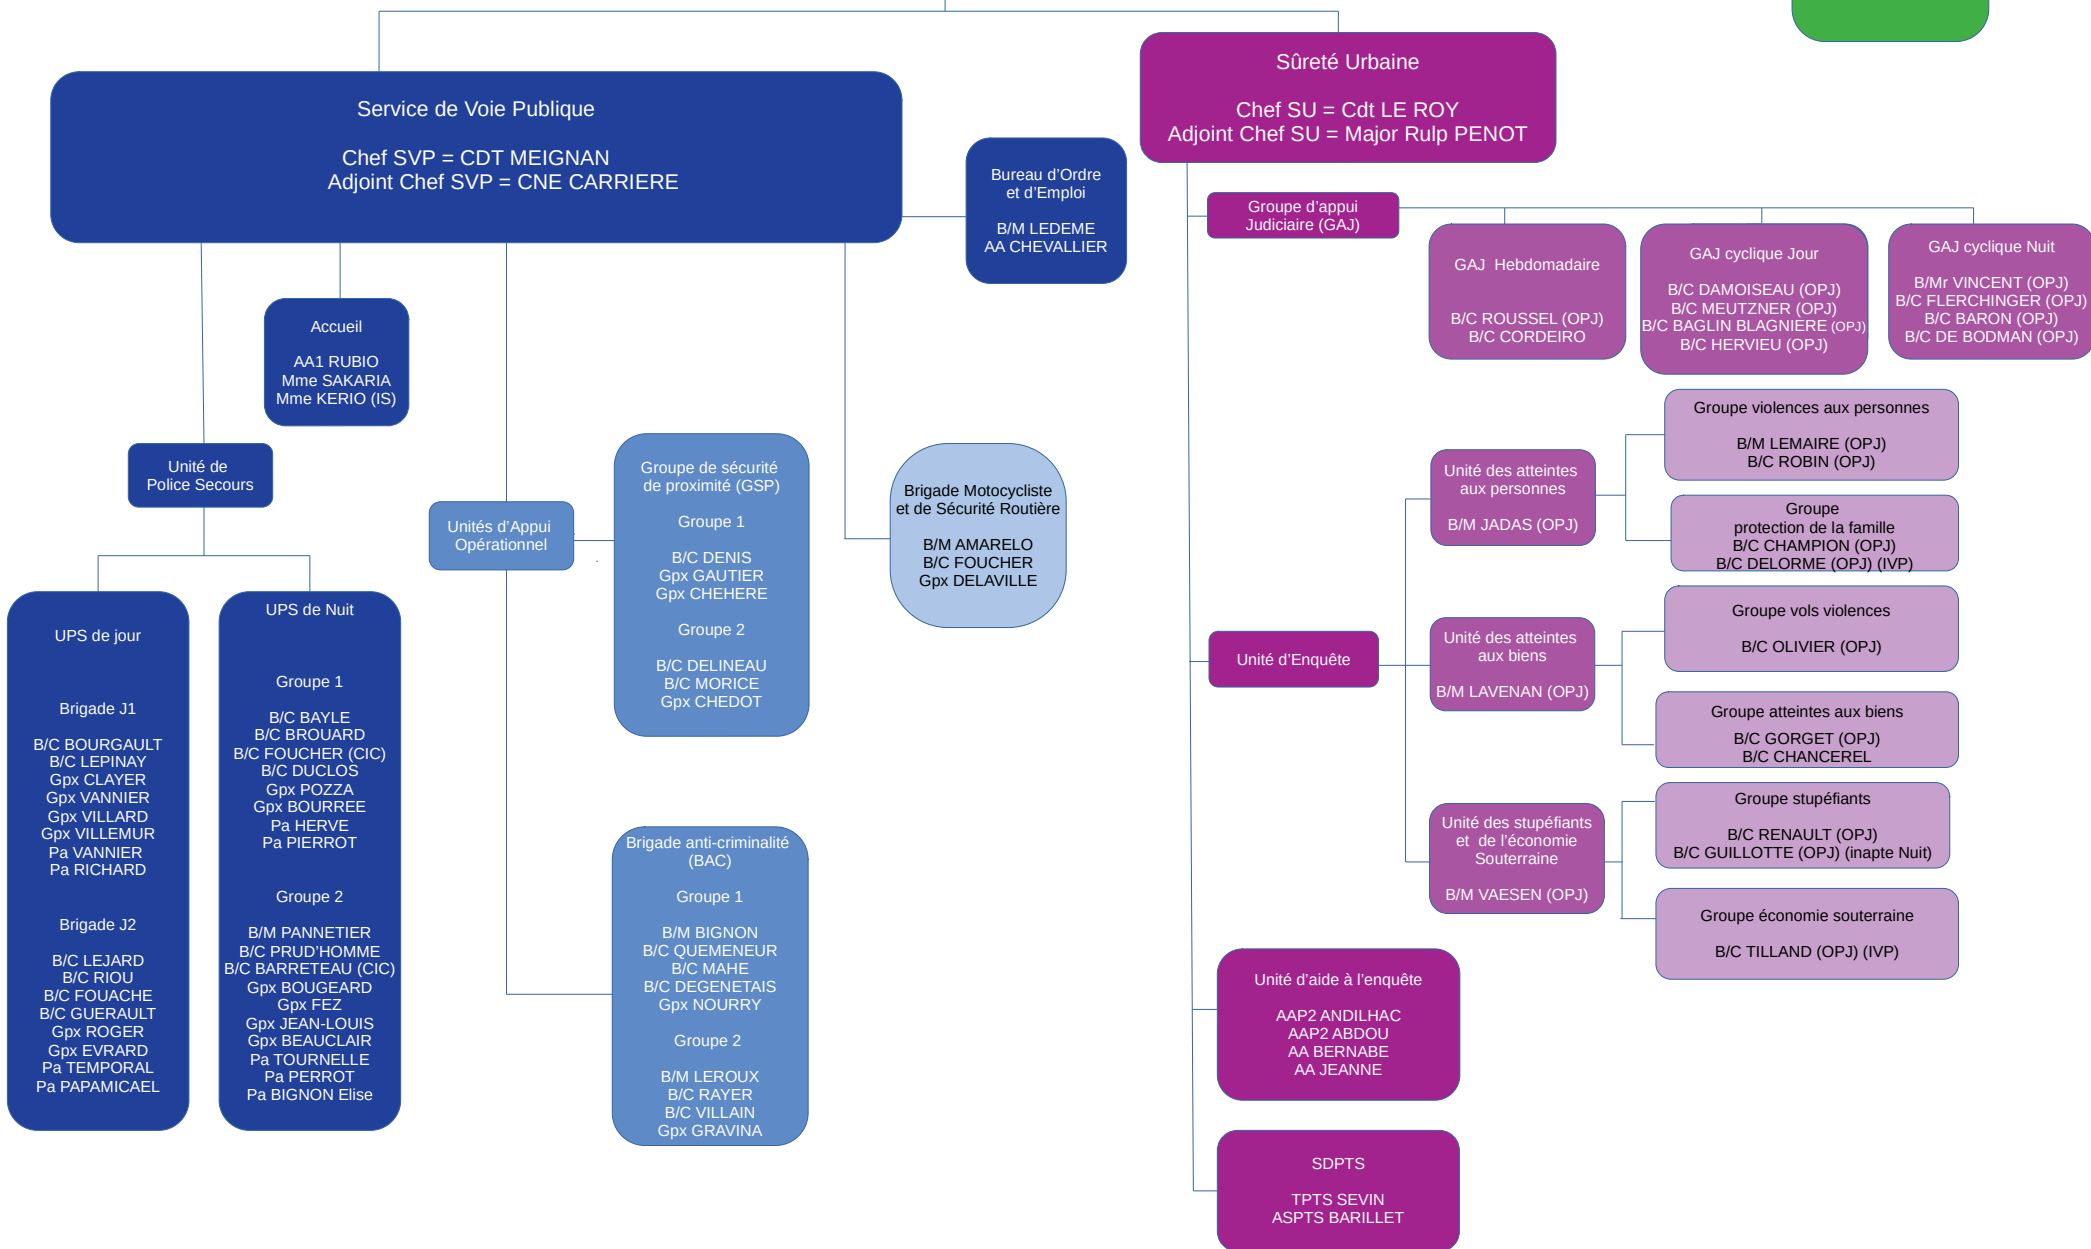 Service de Voie Publique
Chef SVP = CDT MEIGNAN
Adjoint Chef SVP = CNE CARRIERE
Bureau d’Ordre
et d’Emploi
B/M LEDEME
AA CHEVALLIER
Accueil
AA1 RUBIO
Mme SAKARIA
Mme KERIO (IS)
Unité de
Police Secours
UPS de jour
Brigade J1
B/C BOURGAULT
B/C LEPINAY
Gpx CLAYER
Gpx VANNIER
Gpx VILLARD
Gpx VILLEMUR
Pa VANNIER
Pa RICHARD
Brigade J2
B/C LEJARD
B/C RIOU
B/C FOUACHE
B/C GUERAULT
Gpx ROGER
Gpx EVRARD
Pa TEMPORAL
Pa PAPAMICAEL
UPS de Nuit
Groupe 1
B/C BAYLE
B/C BROUARD
B/C FOUCHER (CIC)
B/C DUCLOS
Gpx POZZA
Gpx BOURREE
Pa HERVE
Pa PIERROT
Groupe 2
B/M PANNETIER
B/C PRUD’HOMME
B/C BARRETEAU (CIC)
Gpx BOUGEARD
Gpx FEZ
Gpx JEAN-LOUIS
Gpx BEAUCLAIR
Pa TOURNELLE
Pa PERROT
Pa BIGNON Elise
Unités d’Appui
Opérationnel
Groupe de sécurité
de proximité (GSP)
Groupe 1
B/C DENIS
Gpx GAUTIER
Gpx CHEHERE
Groupe 2
B/C DELINEAU
B/C MORICE
Gpx CHEDOT
Brigade anti-criminalité
(BAC)
Groupe 1
B/M BIGNON
B/C QUEMENEUR
B/C MAHE
B/C DEGENETAIS
Gpx NOURRY
Groupe 2
B/M LEROUX
B/C RAYER
B/C VILLAIN
Gpx GRAVINA
Brigade Motocycliste
et de Sécurité Routière
B/M AMARELO
B/C FOUCHER
Gpx DELAVILLE
Sûreté Urbaine
Chef SU = Cdt LE ROY
Adjoint Chef SU = Major Rulp PENOT
Groupe d’appui
Judiciaire (GAJ)
GAJ Hebdomadaire
B/C ROUSSEL (OPJ)
B/C CORDEIRO
GAJ cyclique Jour
B/C DAMOISEAU (OPJ)
B/C MEUTZNER (OPJ)
B/C BAGLIN BLAGNIERE (OPJ)
B/C HERVIEU (OPJ)
GAJ cyclique Nuit
B/Mr VINCENT (OPJ)
B/C FLERCHINGER (OPJ)
B/C BARON (OPJ)
B/C DE BODMAN (OPJ)
Unité d’Enquête
Unité des atteintes
aux personnes
B/M JADAS (OPJ)
Groupe violences aux personnes
B/M LEMAIRE (OPJ)
B/C ROBIN (OPJ)
Groupe
protection de la famille
B/C CHAMPION (OPJ)
B/C DELORME (OPJ) (IVP)
Unité des atteintes
aux biens
B/M LAVENAN (OPJ)
Groupe vols violences
B/C OLIVIER (OPJ)
Groupe atteintes aux biens
B/C GORGET (OPJ)
B/C CHANCEREL
Unité des stupéfiants
et de l’économie
Souterraine
B/M VAESEN (OPJ)
Groupe stupéfiants
B/C RENAULT (OPJ)
B/C GUILLOTTE (OPJ) (inapte Nuit)
Groupe économie souterraine
B/C TILLAND (OPJ) (IVP)
Unité d’aide à l’enquête
AAP2 ANDILHAC
AAP2 ABDOU
AA BERNABE
AA JEANNE
SDPTS
TPTS SEVIN
ASPTS BARILLET